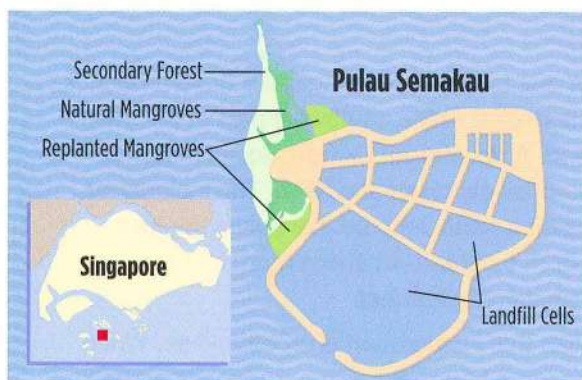 Secondary Forest
Pulau Semakau
Natural Mangroves
Replanted Mangroves
Singapore
Landfill Cells